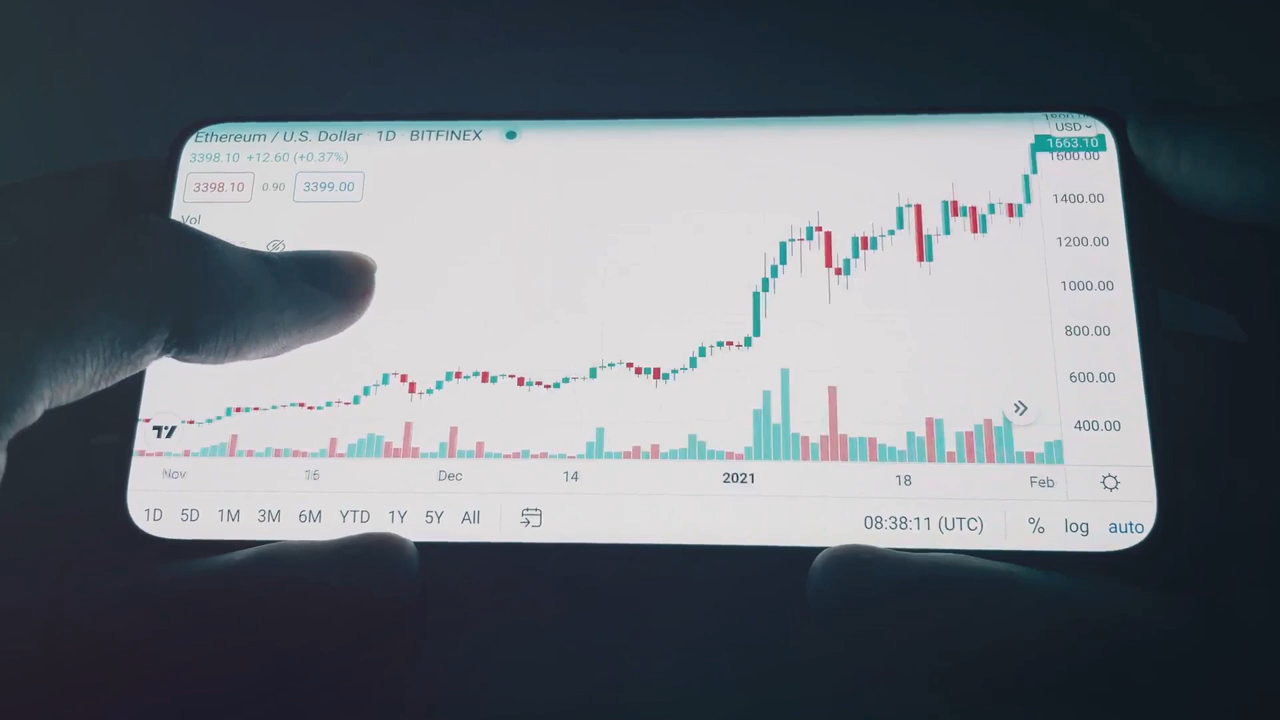 Ethereum / U.S. Dollar · 1D · BITFINEX
3398.10 +12.60 (+0.37%)
3398.10 0.90 3399.00
Vol
USD
1663.10
1600.00
1400.00
1200.00
1000.00
800.00
600.00
400.00
Nov 16 Dec 14 2021 18 Feb
1D 5D 1M 3M 6M YTD 1Y 5Y All 08:38:11 (UTC) % log auto